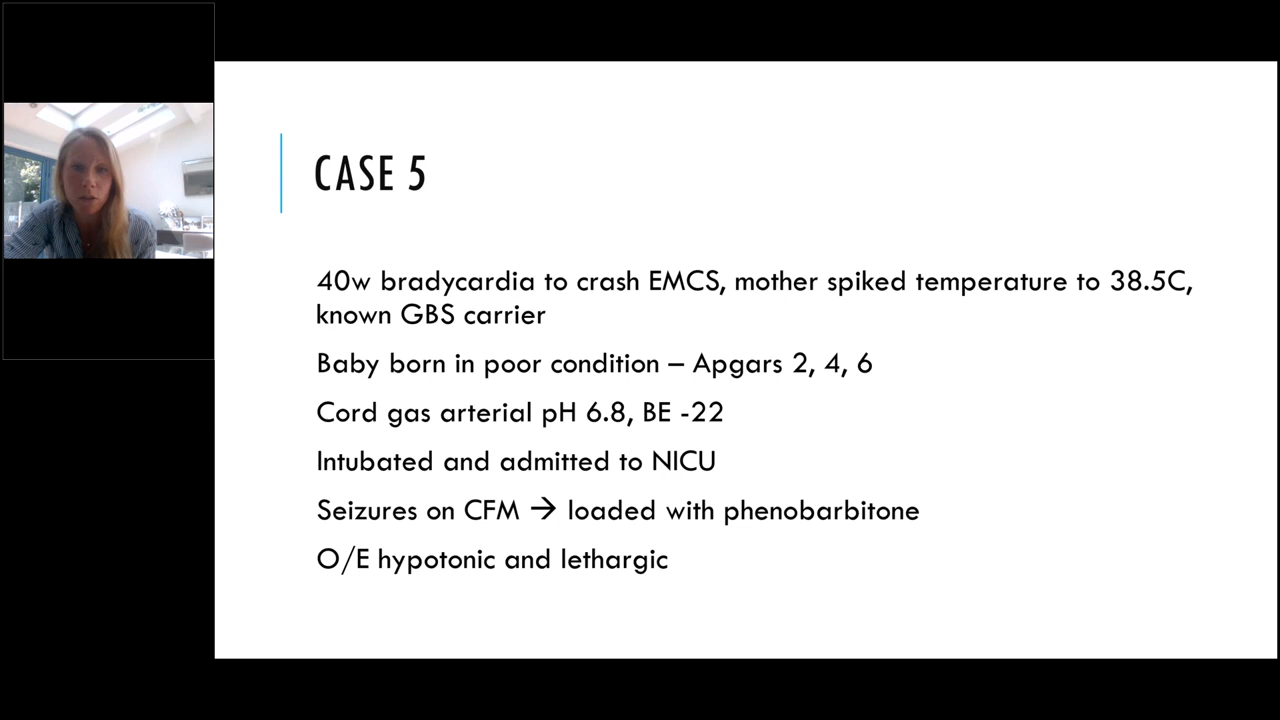 CASE 5
40w bradycardia to crash EMCS, mother spiked temperature to 38.5C,
known GBS carrier
Baby born in poor condition – Apgars 2, 4, 6
Cord gas arterial pH 6.8, BE -22
Intubated and admitted to NICU
Seizures on CFM → loaded with phenobarbitone
O/E hypotonic and lethargic